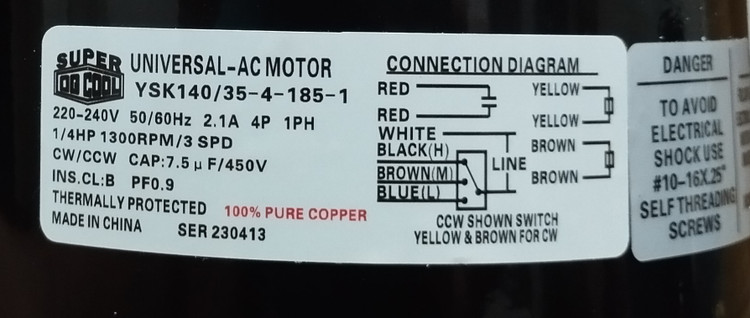 SUPER
DG COOL
UNIVERSAL-AC MOTOR
YSK140/35-4-185-1
220-240V 50/60Hz 2.1A 4P 1PH
1/4HP 1300RPM/3 SPD
CW/CCW CAP:7.5 µF/450V
INS.CL:B PF0.9
THERMALLY PROTECTED 100% PURE COPPER
MADE IN CHINA SER 230413
CONNECTION DIAGRAM
RED
RED
WHITE
BLACK(H)
BROWN(M)
BLUE(L)
LINE
YELLOW
YELLOW
BROWN
BROWN
CCW SHOWN SWITCH
YELLOW & BROWN FOR CW
DANGER
TO AVOID
ELECTRICAL
SHOCK USE
#10-16X.25"
SELF THREADING
SCREWS